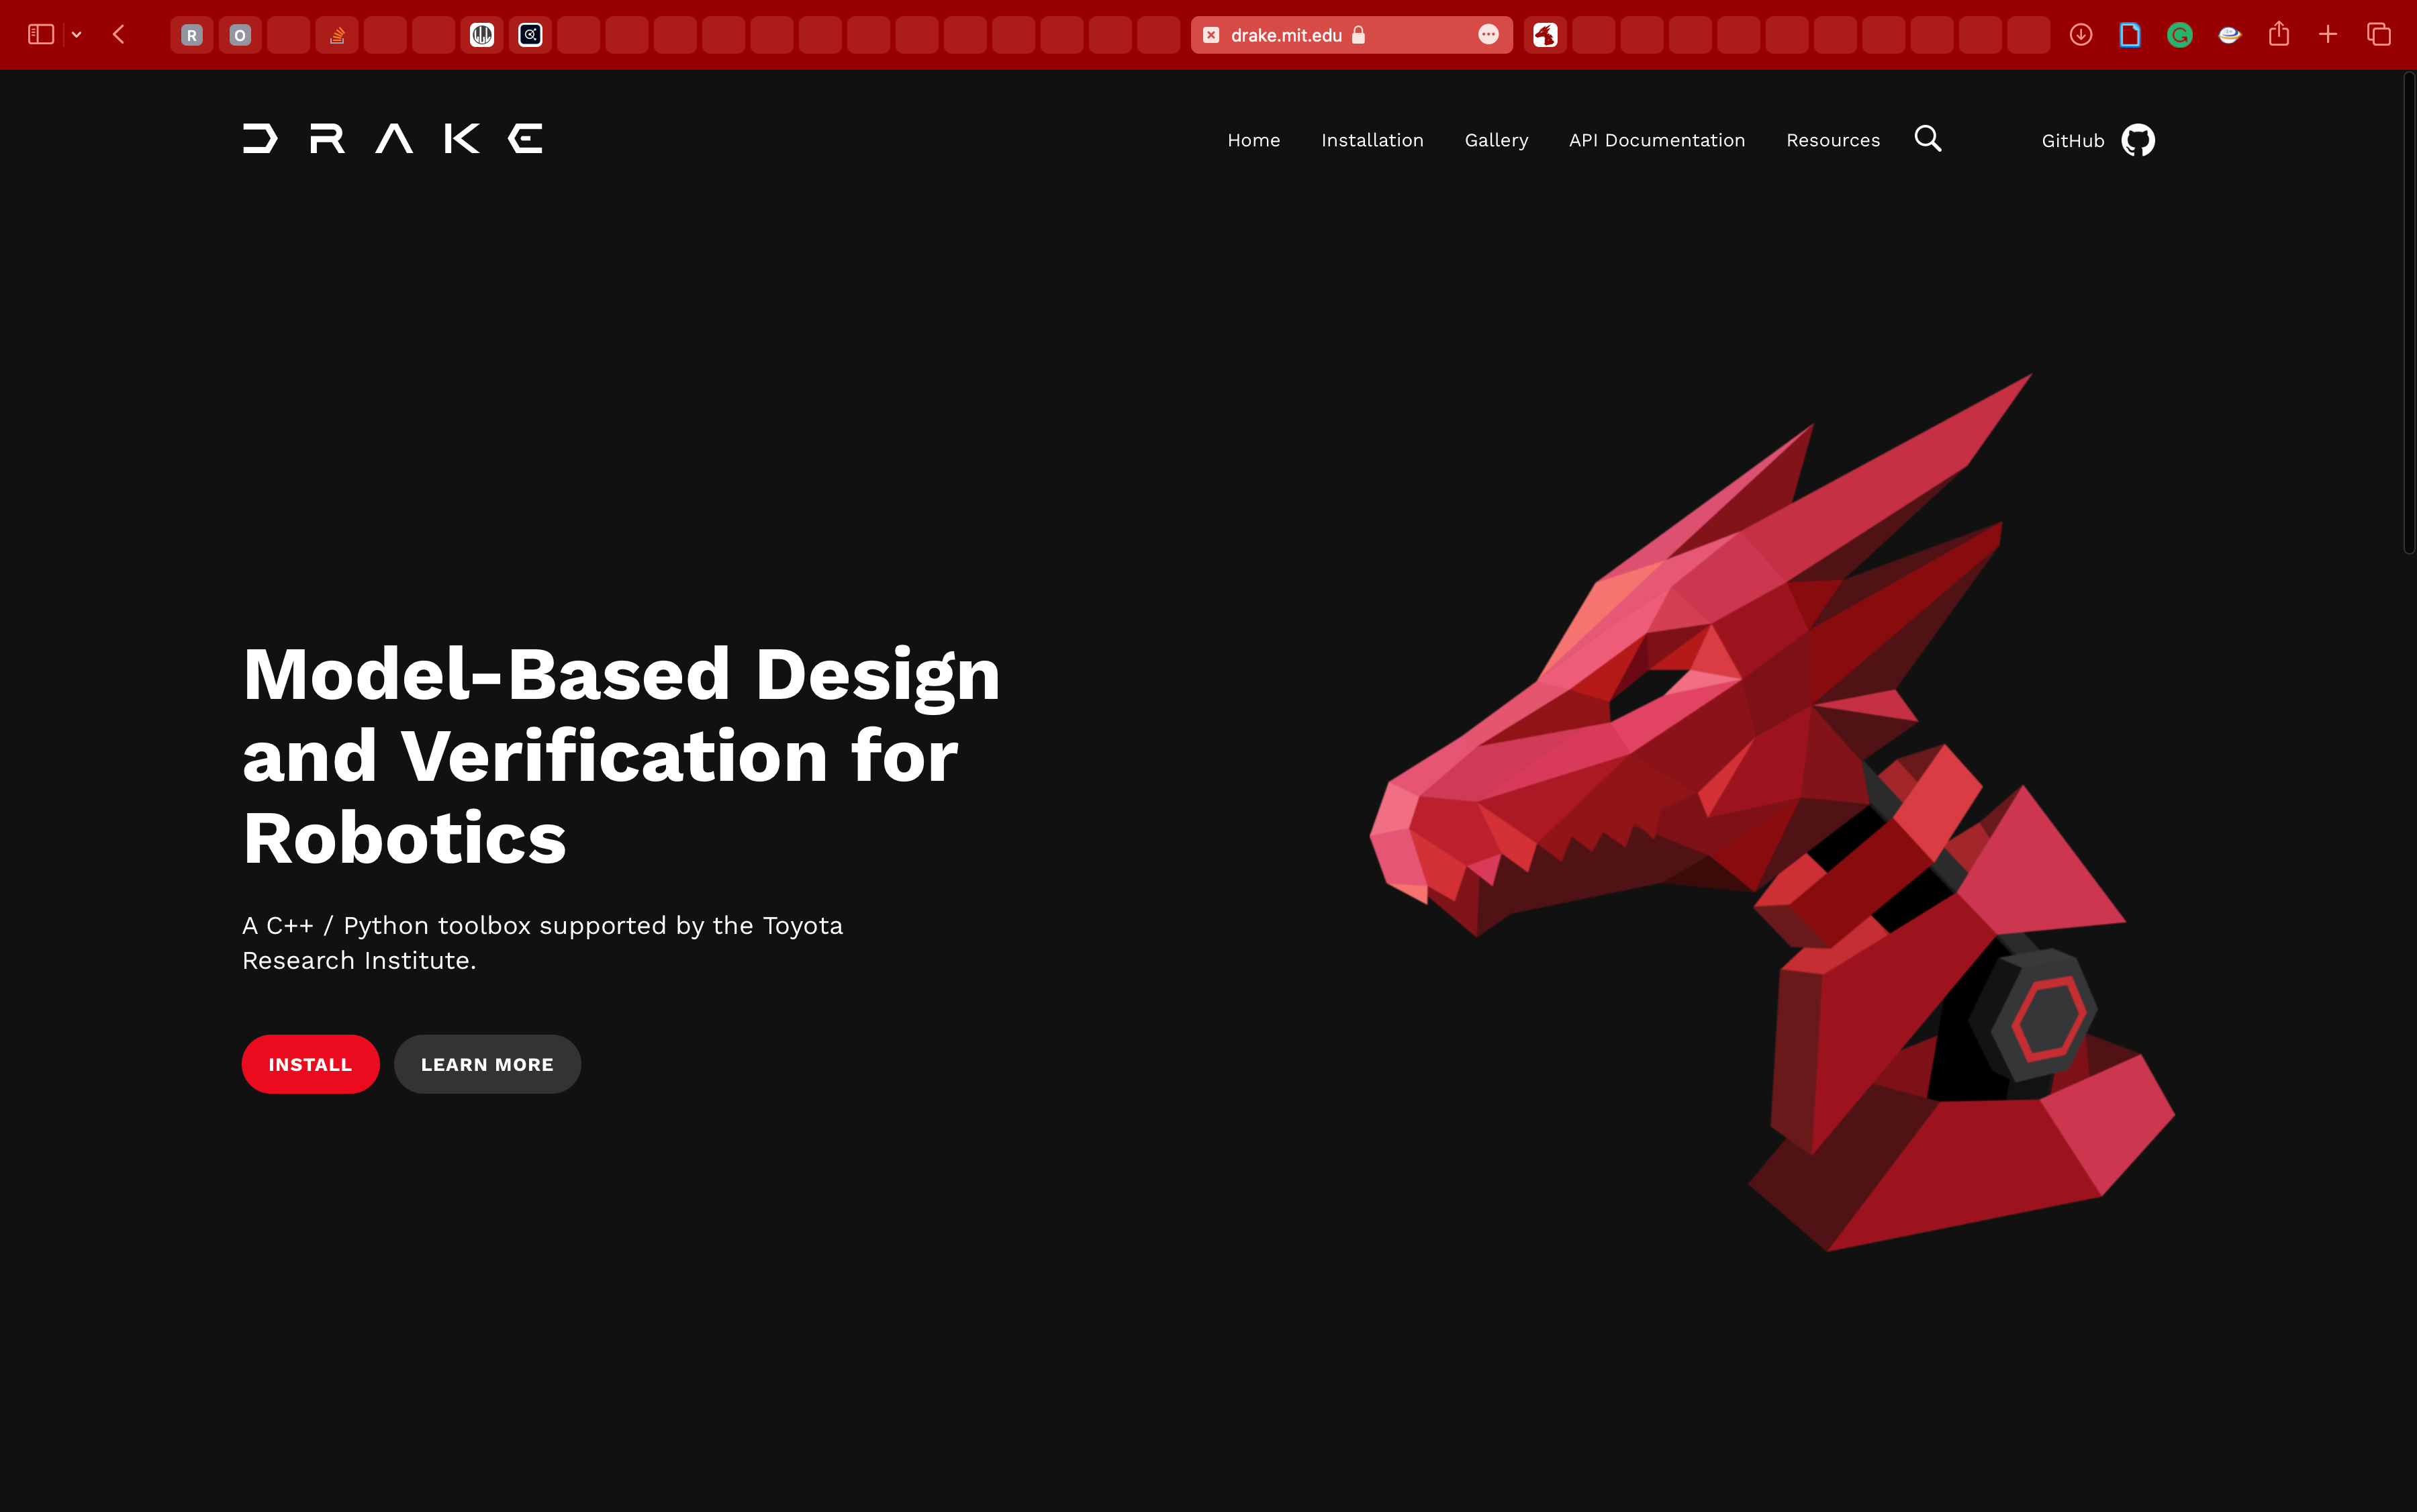 R
O
drake.mit.edu
DRAKE
Home
Installation
Gallery
API Documentation
Resources
GitHub
Model-Based Design
and Verification for
Robotics
A C++ / Python toolbox supported by the Toyota
Research Institute.
INSTALL
LEARN MORE